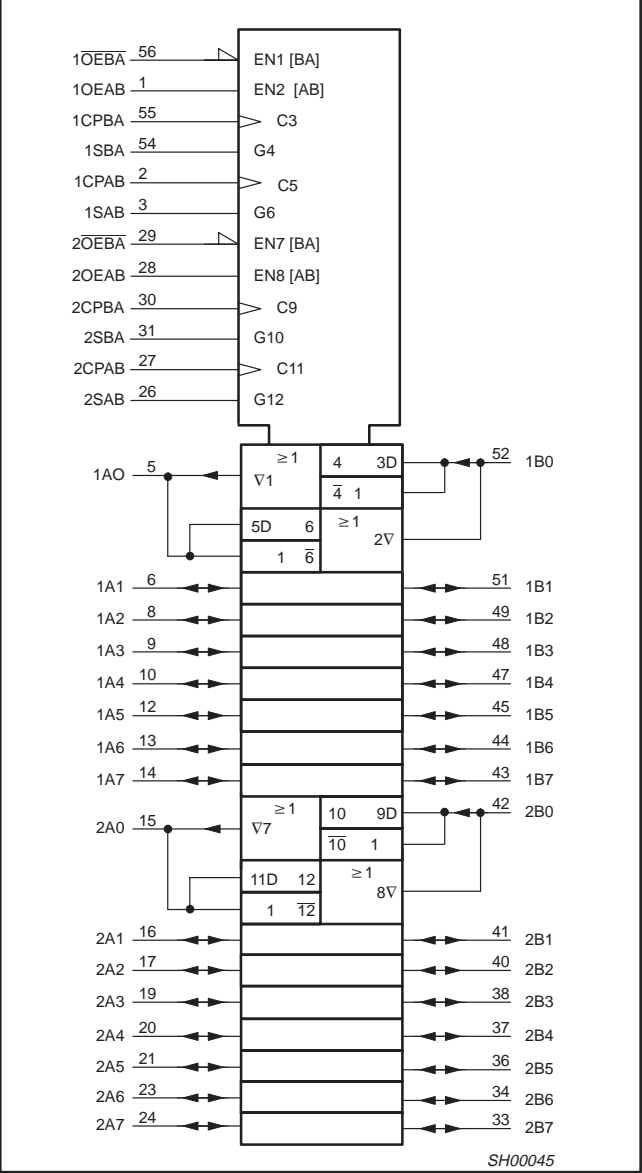 1O̅E̅B̅A̅ 56 EN1 [BA]
1OEAB 1 EN2 [AB]
1CPBA 55 C3
1SBA 54 G4
1CPAB 2 C5
1SAB 3 G6
2O̅E̅B̅A̅ 29 EN7 [BA]
2OEAB 28 EN8 [AB]
2CPBA 30 C9
2SBA 31 G10
2CPAB 27 C11
2SAB 26 G12
≥1
1AO 5 ∇1 4 3D 52 1B0
4̅ 1
5D 6 ≥1
2∇
1 6̅
1A1 6 51 1B1
1A2 8 49 1B2
1A3 9 48 1B3
1A4 10 47 1B4
1A5 12 45 1B5
1A6 13 44 1B6
1A7 14 43 1B7
≥1
2A0 15 ∇7 10 9D 42 2B0
1̅0̅ 1
11D 12 ≥1
8∇
1 1̅2̅
2A1 16 41 2B1
2A2 17 40 2B2
2A3 19 38 2B3
2A4 20 37 2B4
2A5 21 36 2B5
2A6 23 34 2B6
2A7 24 33 2B7
SH00045